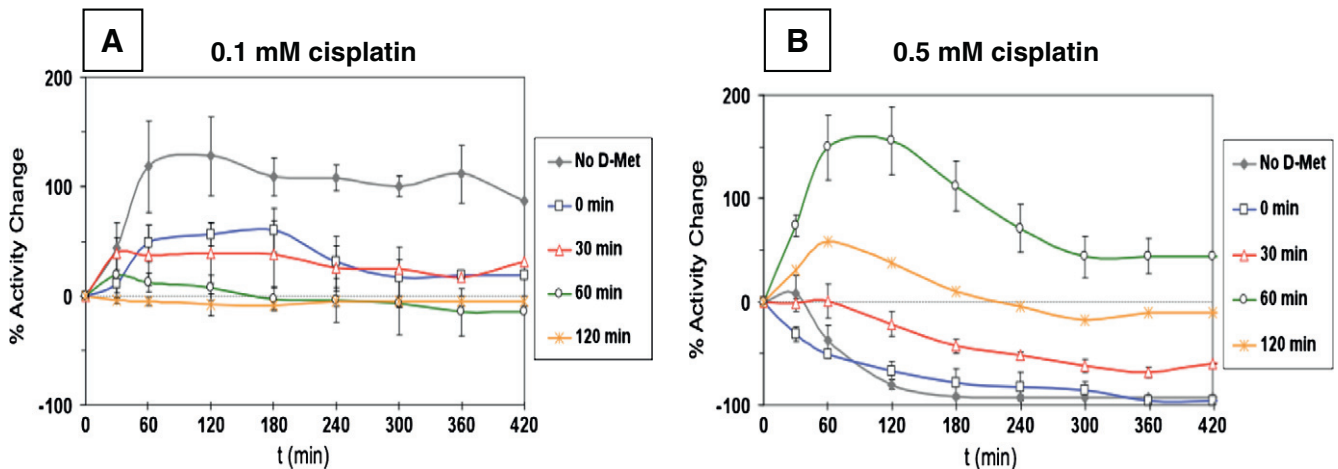 A
0.1 mM cisplatin
200
100
0
-100
% Activity Change
0 60 120 180 240 300 360 420
t (min)
No D-Met
0 min
30 min
60 min
120 min
B
0.5 mM cisplatin
200
100
0
-100
% Activity Change
0 60 120 180 240 300 360 420
t (min)
No D-Met
0 min
30 min
60 min
120 min